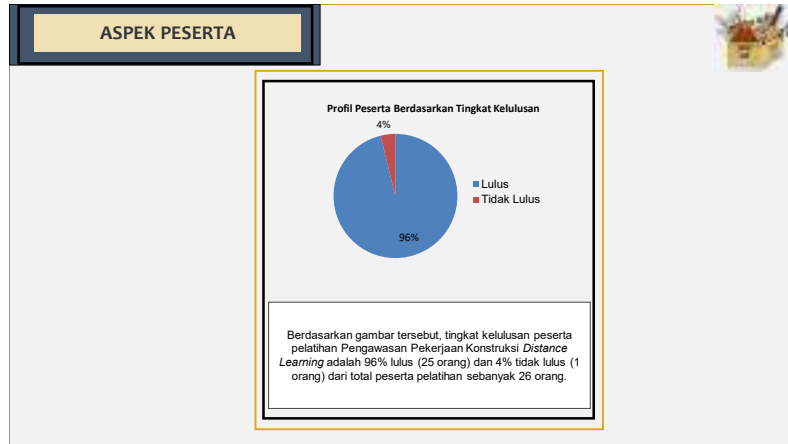 ASPEK PESERTA
Profil Peserta Berdasarkan Tingkat Kelulusan
4%
Lulus
Tidak Lulus
96%
Berdasarkan gambar tersebut, tingkat kelulusan peserta
pelatihan Pengawasan Pekerjaan Konstruksi Distance
Learning adalah 96% lulus (25 orang) dan 4% tidak lulus (1
orang) dari total peserta pelatihan sebanyak 26 orang.